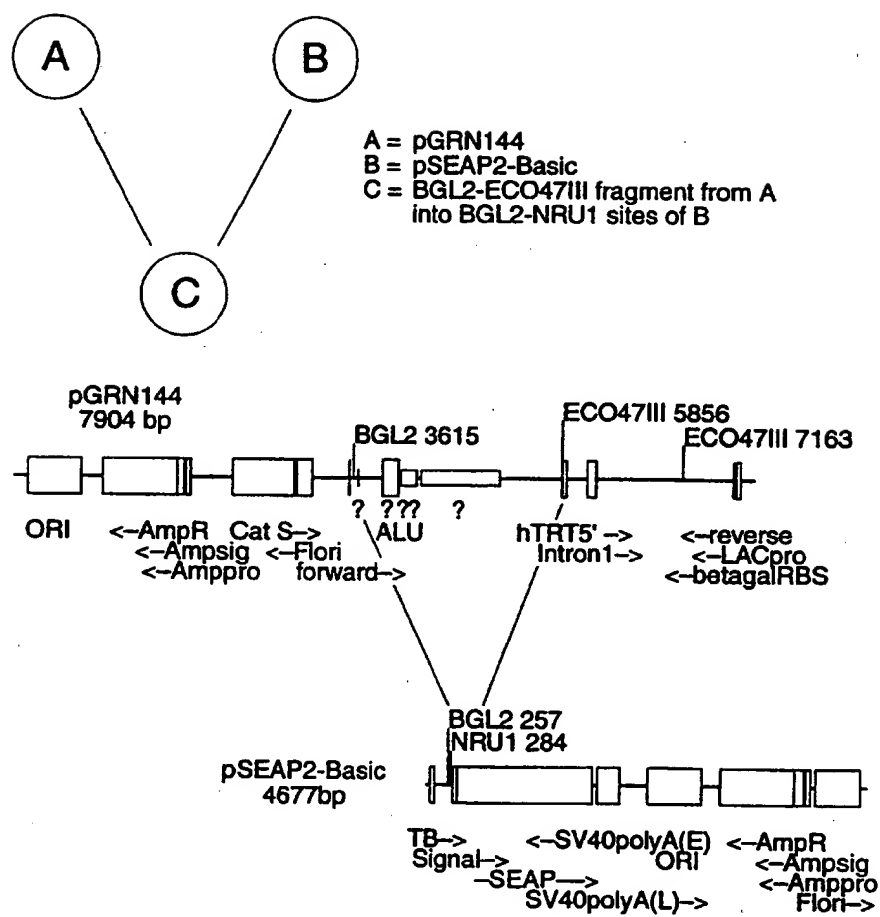 A
B
A = pGRN144
B = pSEAP2-Basic
C = BGL2-ECO47III fragment from A
into BGL2-NRU1 sites of B
C
pGRN144
7904 bp
ECO47III 5856
BGL2 3615
ECO47III 7163
? ? ?? ?
ORI <-AmpR Cat S-> ALU hTRT5' -> <-reverse
<-Ampsig <-Flori Intron1-> <-LACpro
<-Amppro forward-> <-betagalRBS
BGL2 257
NRU1 284
pSEAP2-Basic
4677bp
TB-> <-SV40polyA(E) <-AmpR
Signal-> ORI <-Ampsig
-SEAP-> <-Amppro
SV40polyA(L)-> Flori->